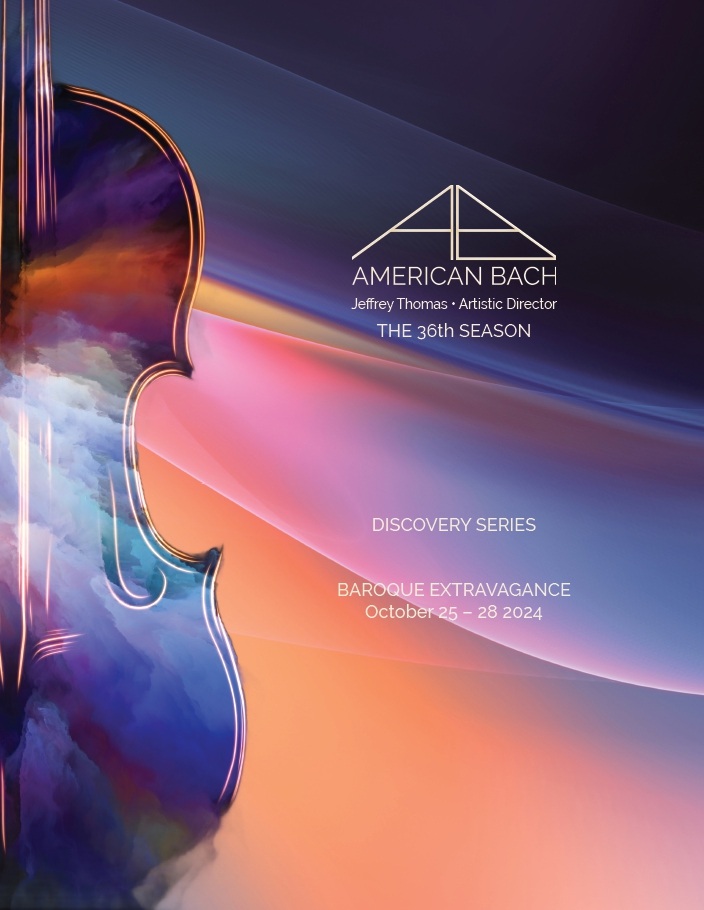 AMERICAN BACH
Jeffrey Thomas • Artistic Director
THE 36th SEASON
DISCOVERY SERIES
BAROQUE EXTRAVAGANCE
October 25 – 28 2024